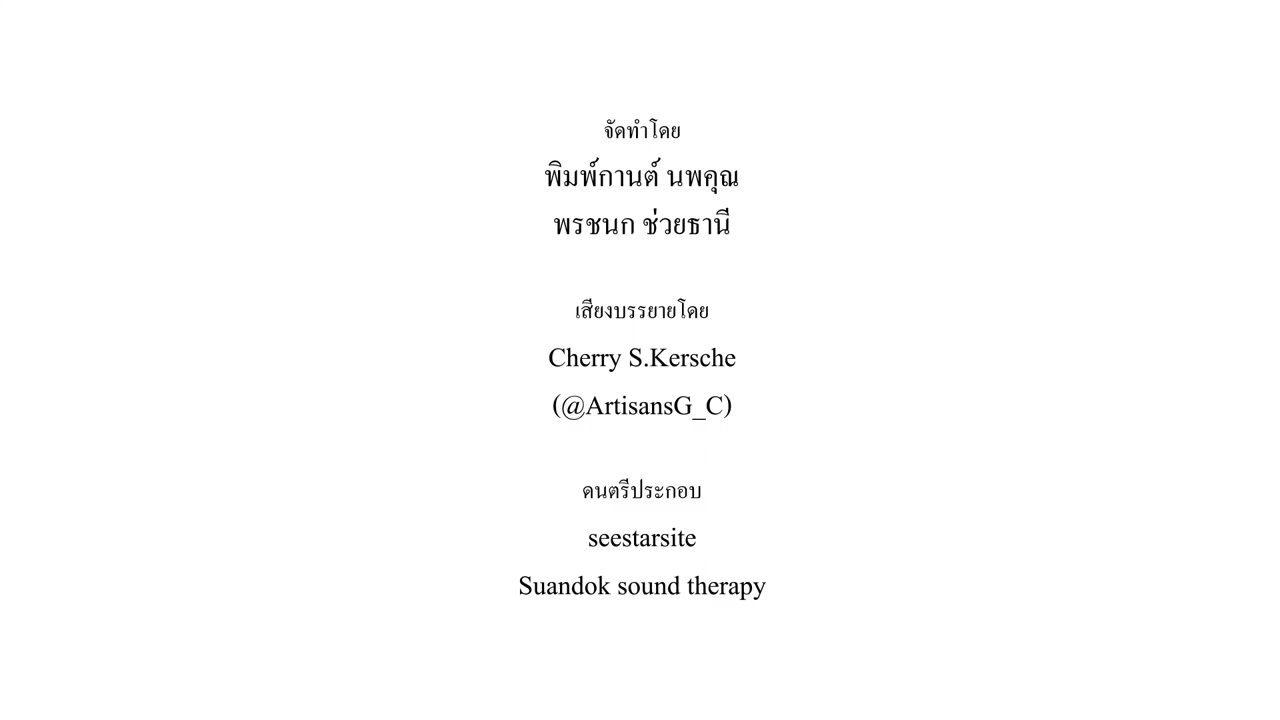 จัดทำโดย
พิมพ์กานต์ นพคุณ
พรชนก ช่วยธานี
เสียงบรรยายโดย
Cherry S.Kersche
(@ArtisansG_C)
ดนตรีประกอบ
seestarsite
Suandok sound therapy